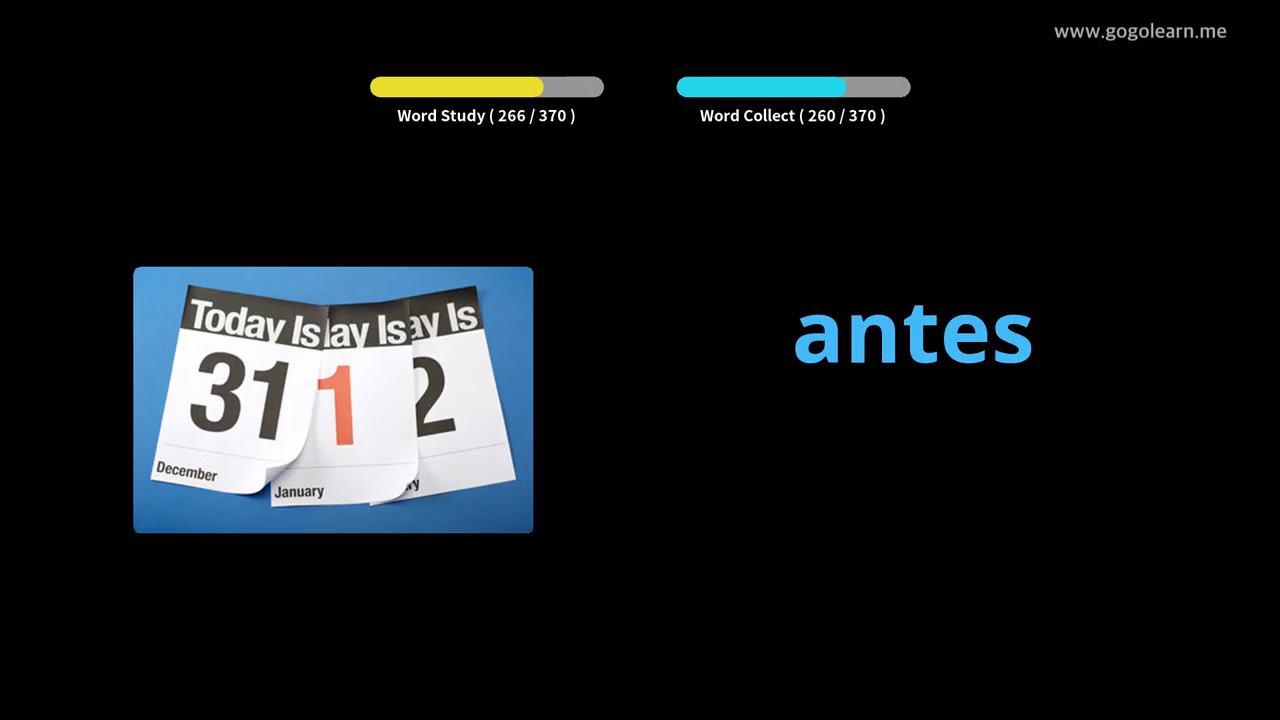 www.gogolearn.me
Word Study ( 266 / 370 )
Word Collect ( 260 / 370 )
antes
Today Is
ay Is
ay Is
31
1
2
December
January
ry